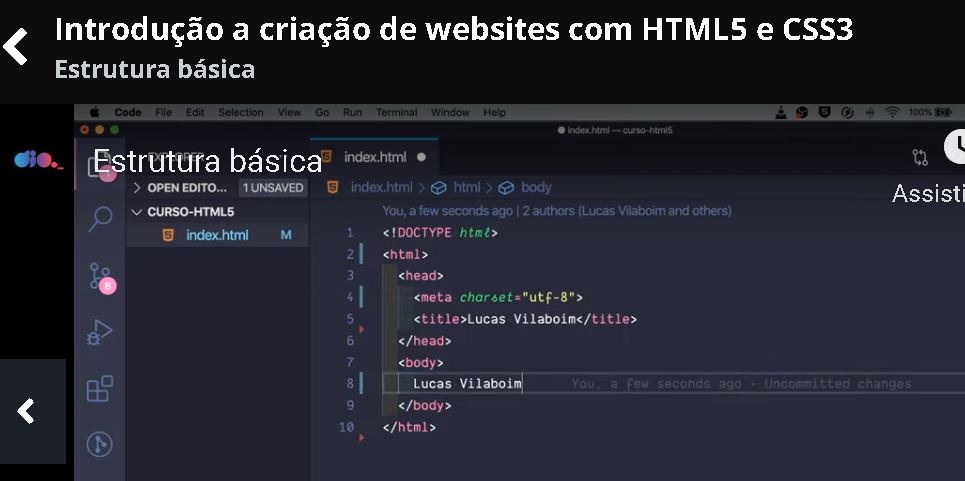 Introdução a criação de websites com HTML5 e CSS3
Estrutura básica
Code File Edit Selection View Go Run Terminal Window Help 100%
index.html — curso-html5
dio_
Estrutura básica
index.html
Assisti
OPEN EDITO... 1 UNSAVED
index.html > html > body
CURSO-HTML5
You, a few seconds ago | 2 authors (Lucas Vilaboim and others)
index.html M
1 <!DOCTYPE html>
2 <html>
3 <head>
4 <meta charset="utf-8">
5 <title>Lucas Vilaboim</title>
6 </head>
7 <body>
8 Lucas Vilaboim You, a few seconds ago · Uncommitted changes
9 </body>
10 </html>
8